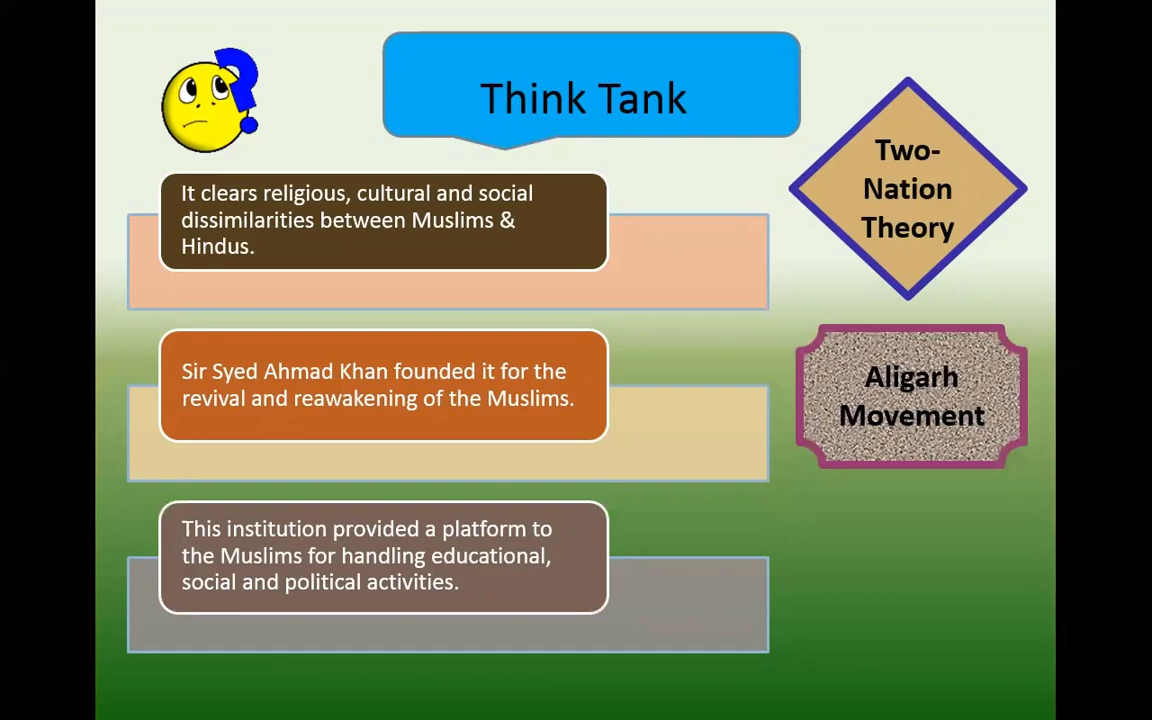 Think Tank
It clears religious, cultural and social
dissimilarities between Muslims &
Hindus.
Two-
Nation
Theory
Sir Syed Ahmad Khan founded it for the
revival and reawakening of the Muslims.
Aligarh
Movement
This institution provided a platform to
the Muslims for handling educational,
social and political activities.